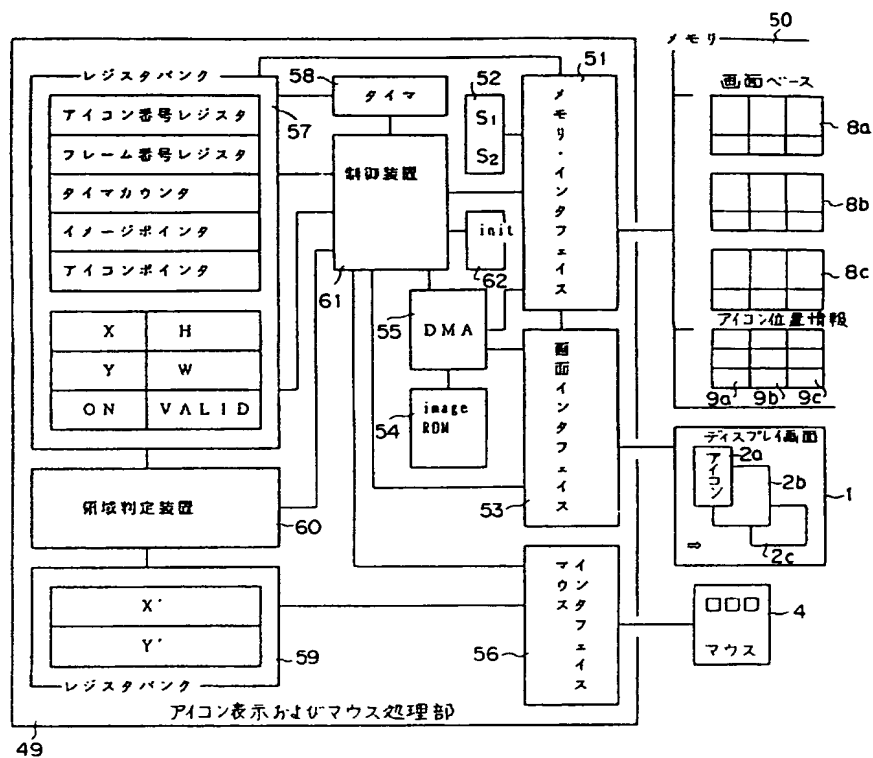 メモリ
50
51
レジスタバンク
58
タイマ
52
S1
S2
57
アイコン番号レジスタ
フレーム番号レジスタ
タイマカウンタ
イメージポインタ
アイコンポインタ
制御装置
61
init
62
メモリ・インタフェイス
画面ベース
8a
8b
8c
アイコン位置情報
9a
9b
9c
X
H
Y
W
ON
VALID
55
DMA
54
image
ROM
画面インタフェイス
53
ディスプレイ画面
アイコン
2a
2b
2c
⇨
1
領域判定装置
60
X'
Y'
59
レジスタバンク
マウス
インタフェイス
56
4
マウス
アイコン表示およびマウス処理部
49